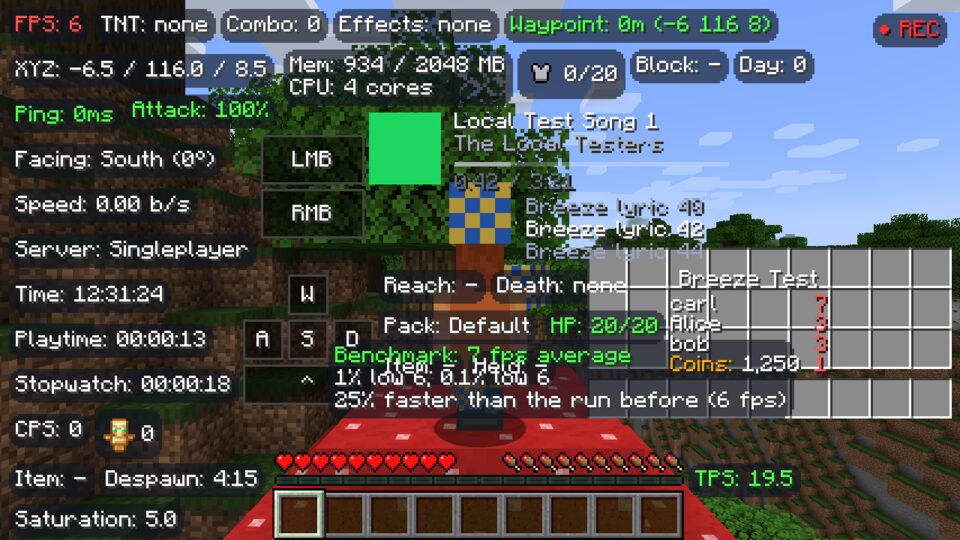 FPS: 6 TNT: none Combo: 0 Effects: none Waypoint: 0m (-6 116 8) ● REC
XYZ: -6.5 / 116.0 / 8.5 Mem: 934 / 2048 MB 0/20 Block: - Day: 0
CPU: 4 cores
Ping: 0ms Attack: 100%
Local Test Song 1
The Local Testers
Facing: South (0°) LMB
0:42 / 3:21
Speed: 0.00 b/s RMB
Breeze lyric 40
Breeze lyric 42
Breeze lyric 44
Server: Singleplayer
Reach: - Death: none
Breeze Test
Time: 12:31:24 W
carl 7
Alice 3
Pack: Default HP: 20/20
Playtime: 00:00:13 A S D
bob 3
Benchmark: 7 fps average
Coins: 1,250 1
Item: - Held: -
1% low 6, 0.1% low 6
Stopwatch: 00:00:18 ^
25% faster than the run before (6 fps)
CPS: 0 0
Item: - Despawn: 4:15 TPS: 19.5
Saturation: 5.0